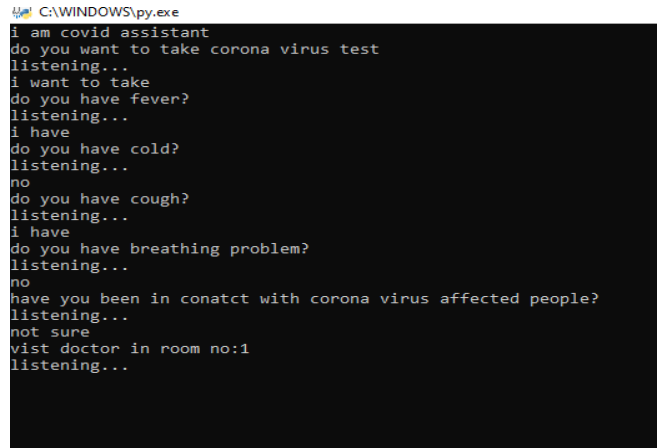 C:\WINDOWS\py.exe
i am covid assistant
do you want to take corona virus test
listening...
i want to take
do you have fever?
listening...
i have
do you have cold?
listening...
no
do you have cough?
listening...
i have
do you have breathing problem?
listening...
no
have you been in conatct with corona virus affected people?
listening...
not sure
vist doctor in room no:1
listening...